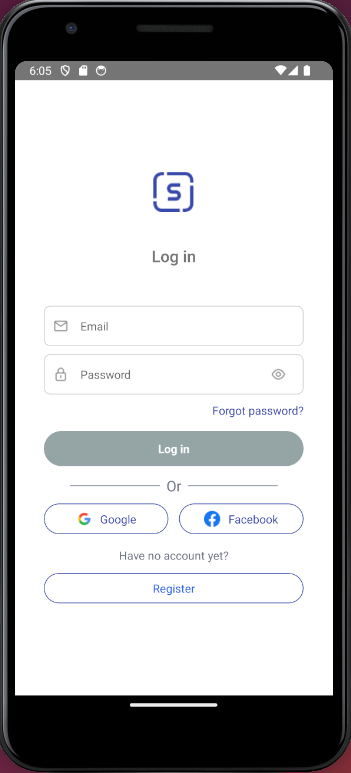 6:05
S
Log in
Email
Password
Forgot password?
Log in
Or
Google
Facebook
Have no account yet?
Register